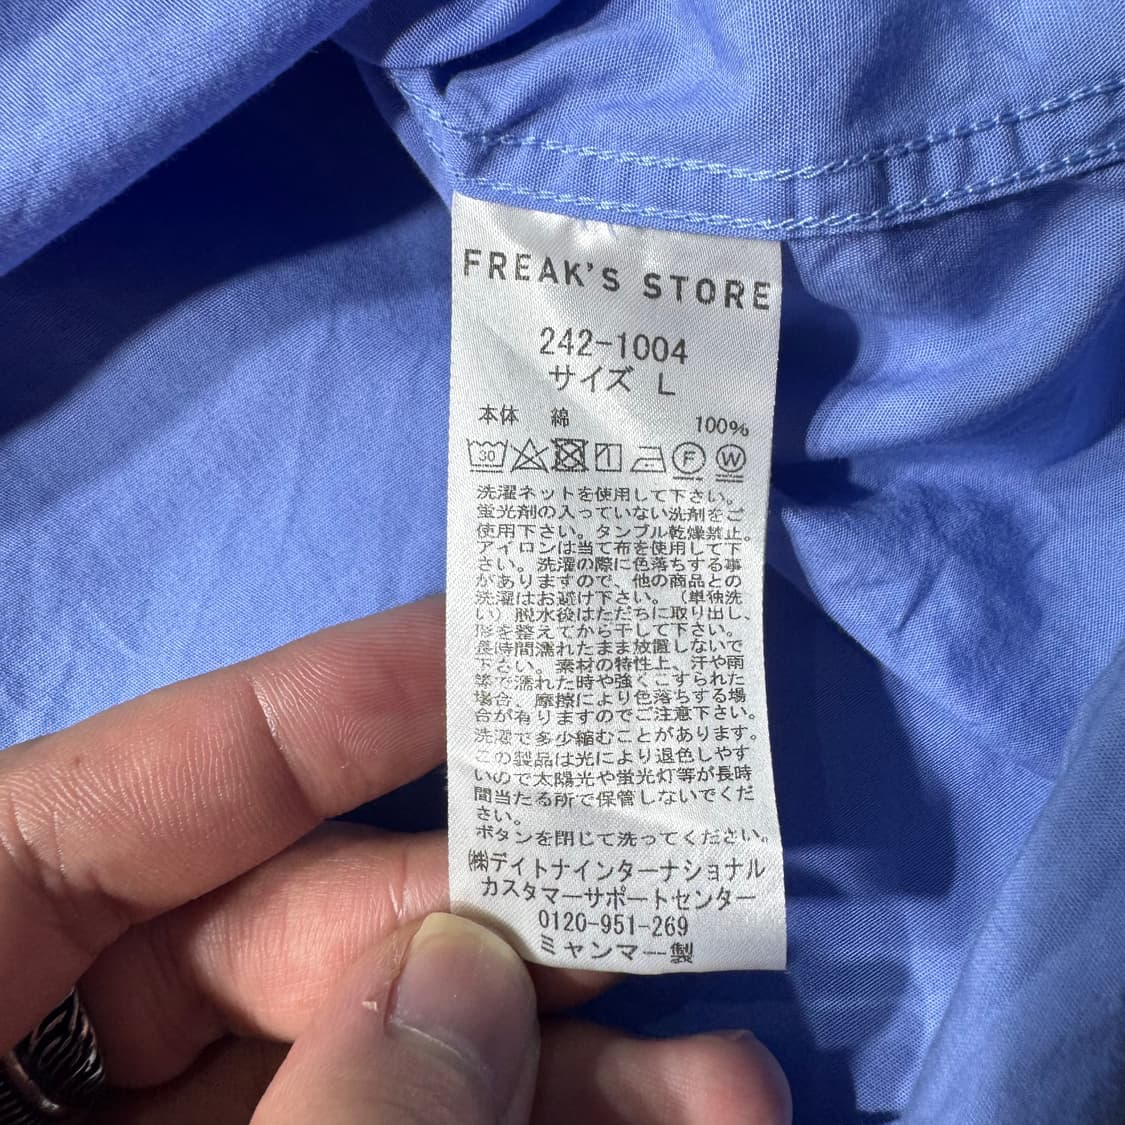 FREAK'S STORE
242-1004
サイズ L
本体 綿 100%
30 F W
洗濯ネットを使用して下さい。
蛍光剤の入っていない洗剤をご
使用下さい。タンブル乾燥禁止。
アイロンは当て布を使用して下
さい。洗濯の際に色落ちする事
がありますので、他の商品との
洗濯はお避け下さい。（単独洗
い）脱水後はただちに取り出し、
形を整えてから干して下さい。
長時間濡れたまま放置しないで
下さい。素材の特性上、汗や雨
等で濡れた時や強くこすられた
場合、摩擦により色落ちする場
合が有りますのでご注意下さい。
洗濯で多少縮むことがあります。
この製品は光により退色しやす
いので太陽光や蛍光灯等が長時
間当たる所で保管しないでくだ
さい。
ボタンを閉じて洗ってください。
㈱デイトナインターナショナル
カスタマーサポートセンター
0120-951-269
ミャンマー製